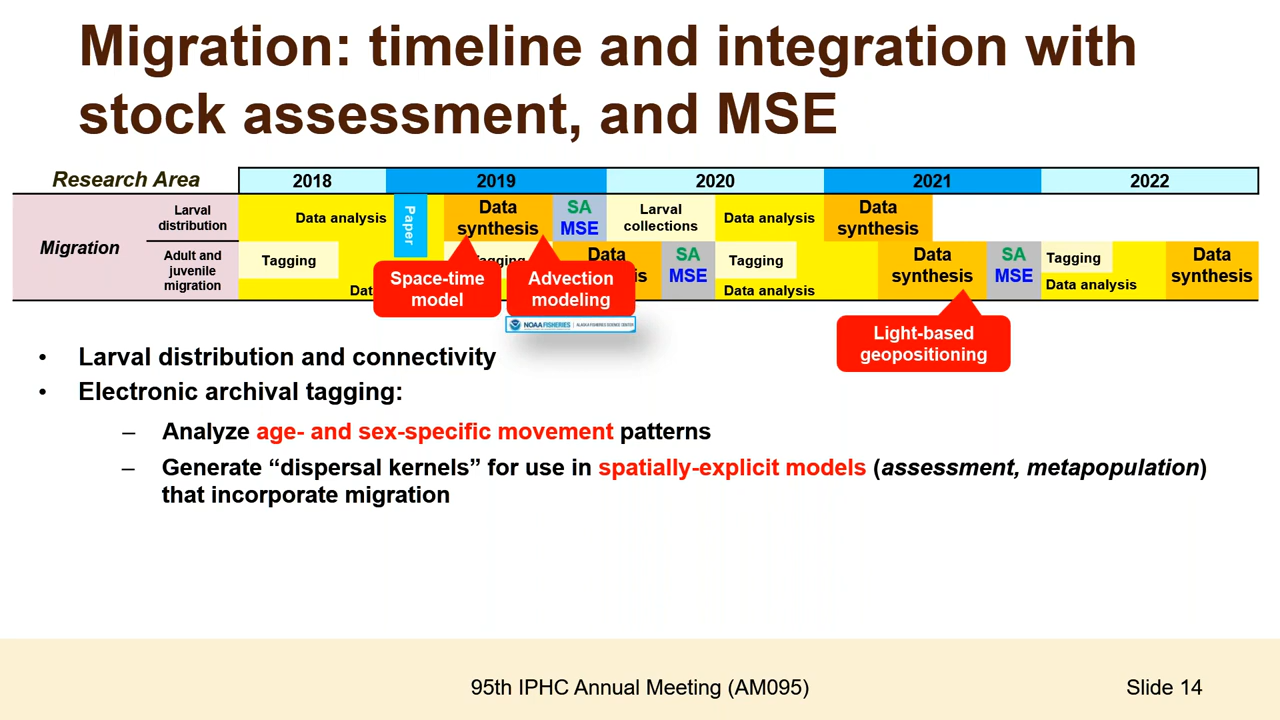 Migration: timeline and integration with
stock assessment, and MSE
Research Area
2018
2019
2020
2021
2022
Migration
Larval
distribution
Data analysis
Paper
Data
synthesis
SA
MSE
Larval
collections
Data analysis
Data
synthesis
Adult and
juvenile
migration
Tagging
Dat
agging
Data
is
SA
MSE
Tagging
Data analysis
Data
synthesis
SA
MSE
Tagging
Data analysis
Data
synthesis
Space-time
model
Advection
modeling
NOAA FISHERIES
Light-based
geopositioning
• Larval distribution and connectivity
• Electronic archival tagging:
– Analyze age- and sex-specific movement patterns
– Generate “dispersal kernels” for use in spatially-explicit models (assessment, metapopulation)
that incorporate migration
95th IPHC Annual Meeting (AM095)
Slide 14